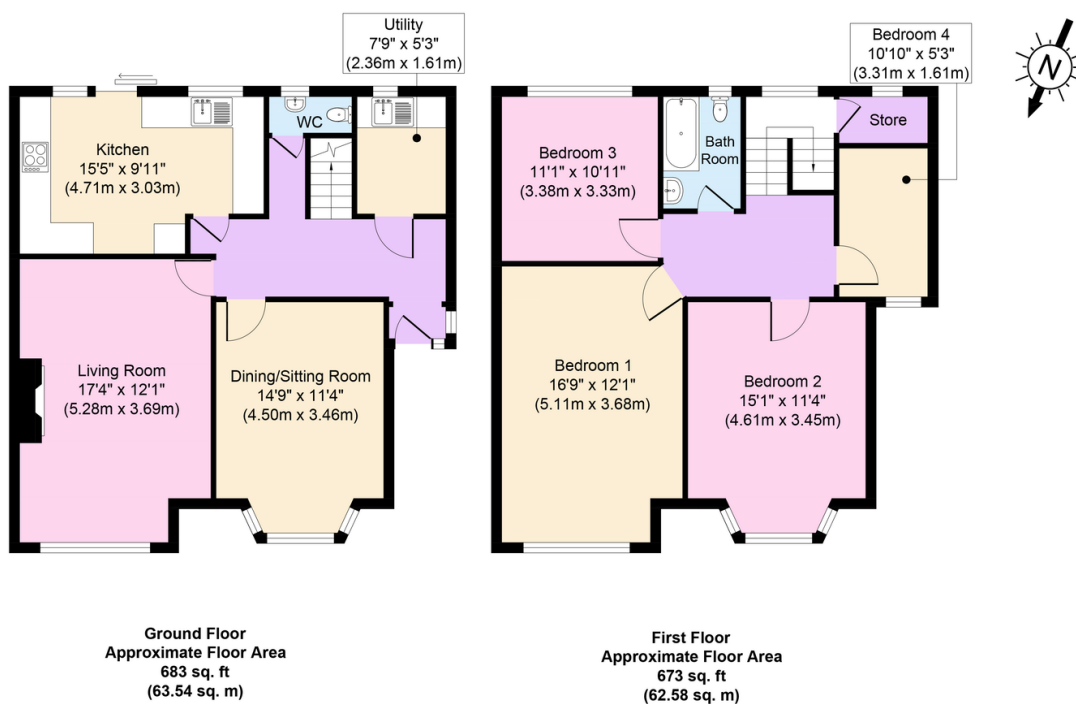 Utility
7'9" x 5'3"
(2.36m x 1.61m)
WC
Kitchen
15'5" x 9'11"
(4.71m x 3.03m)
Living Room
17'4" x 12'1"
(5.28m x 3.69m)
Dining/Sitting Room
14'9" x 11'4"
(4.50m x 3.46m)
Ground Floor
Approximate Floor Area
683 sq. ft
(63.54 sq. m)
Bedroom 4
10'10" x 5'3"
(3.31m x 1.61m)
N
Store
Bath
Room
Bedroom 3
11'1" x 10'11"
(3.38m x 3.33m)
Bedroom 1
16'9" x 12'1"
(5.11m x 3.68m)
Bedroom 2
15'1" x 11'4"
(4.61m x 3.45m)
First Floor
Approximate Floor Area
673 sq. ft
(62.58 sq. m)